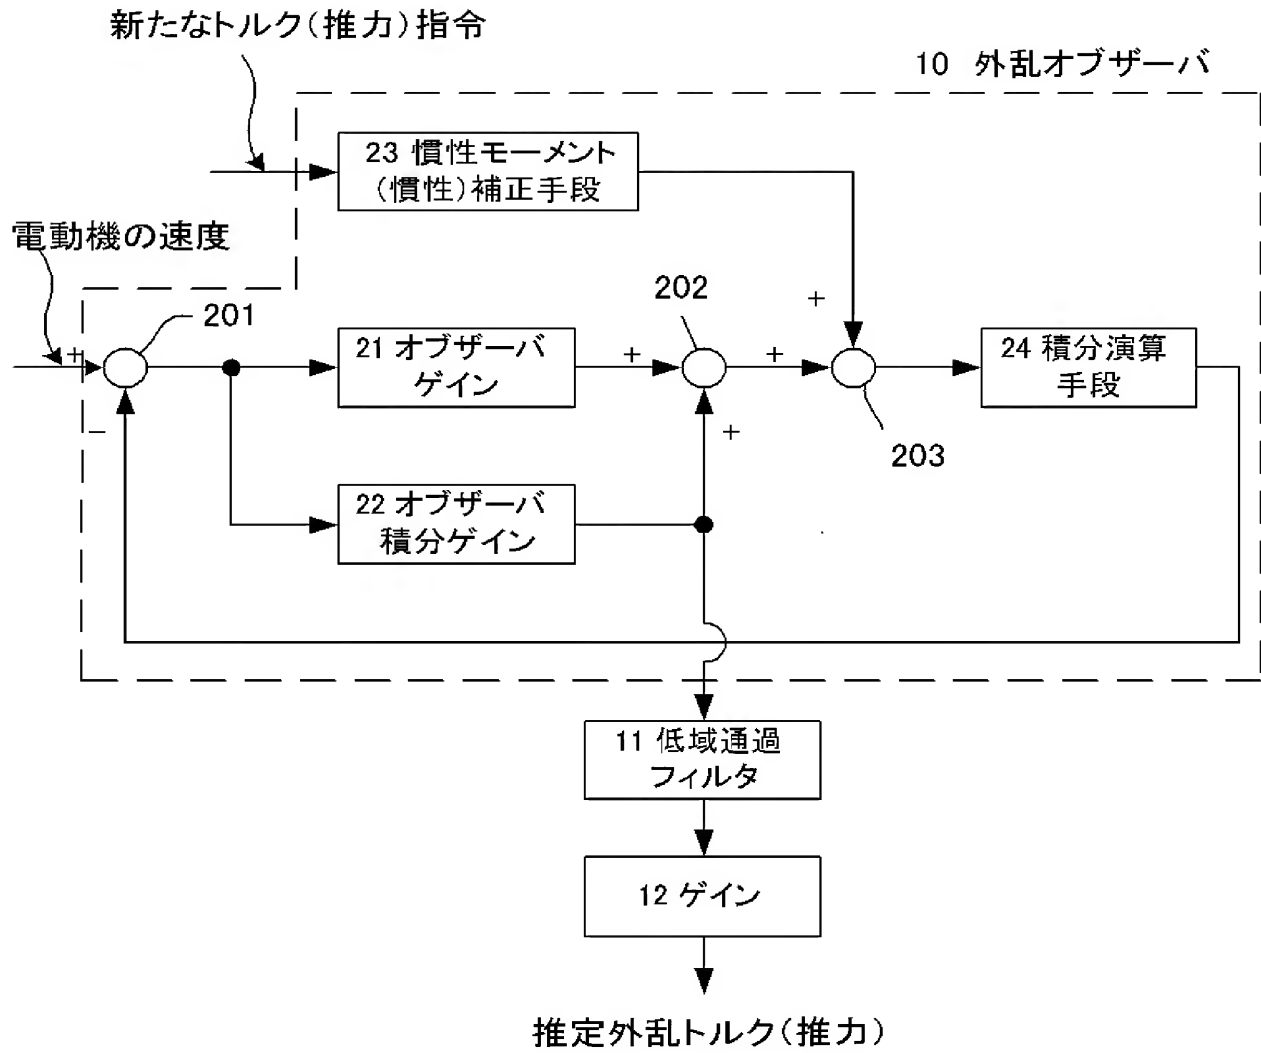 新たなトルク(推力)指令
10 外乱オブザーバ
23 慣性モーメント
(慣性)補正手段
電動機の速度
201
202
+
+
21 オブザーバ
ゲイン
+
+
24 積分演算
手段
−
+
203
22 オブザーバ
積分ゲイン
11 低域通過
フィルタ
12 ゲイン
推定外乱トルク(推力)